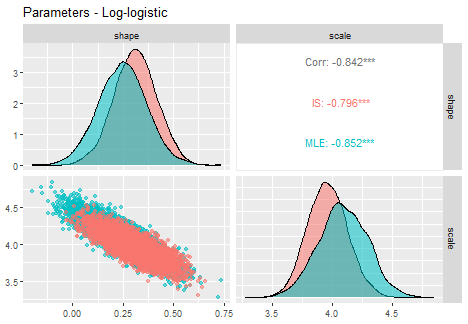 Parameters - Log-logistic
shape
scale
3
2
1
0
Corr: -0.842***
IS: -0.796***
MLE: -0.852***
shape
4.5
4.0
3.5
scale
0.00
0.25
0.50
0.75
3.5
4.0
4.5